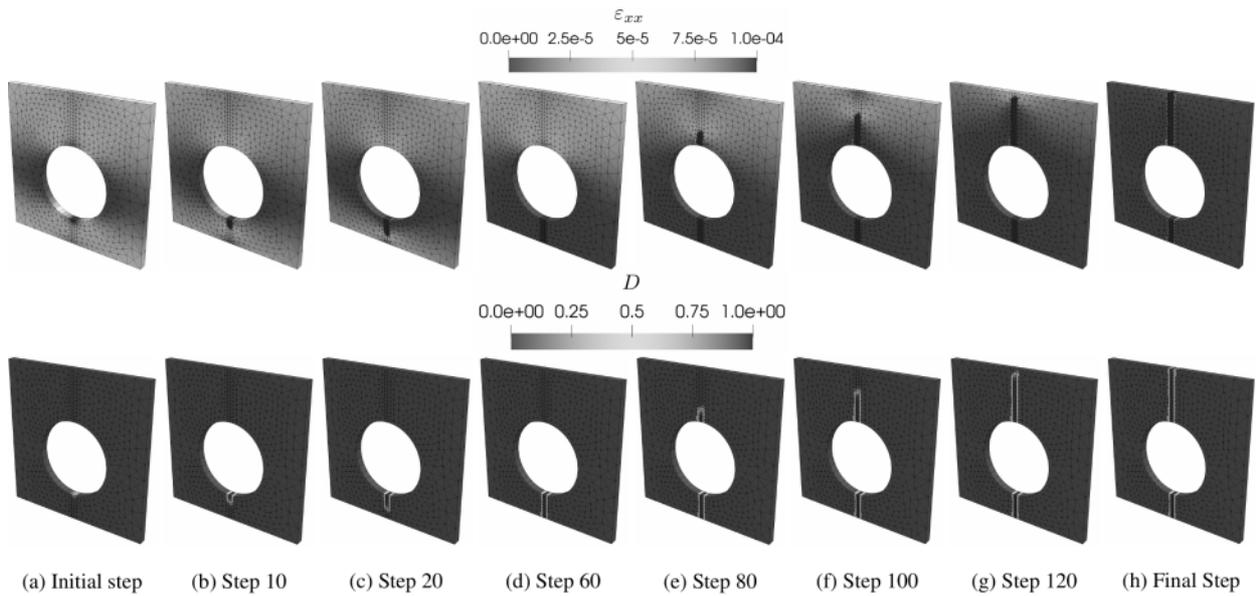 εxx
0.0e+00 2.5e-5 5e-5 7.5e-5 1.0e-04
D
0.0e+00 0.25 0.5 0.75 1.0e+00
(a) Initial step (b) Step 10 (c) Step 20 (d) Step 60 (e) Step 80 (f) Step 100 (g) Step 120 (h) Final Step